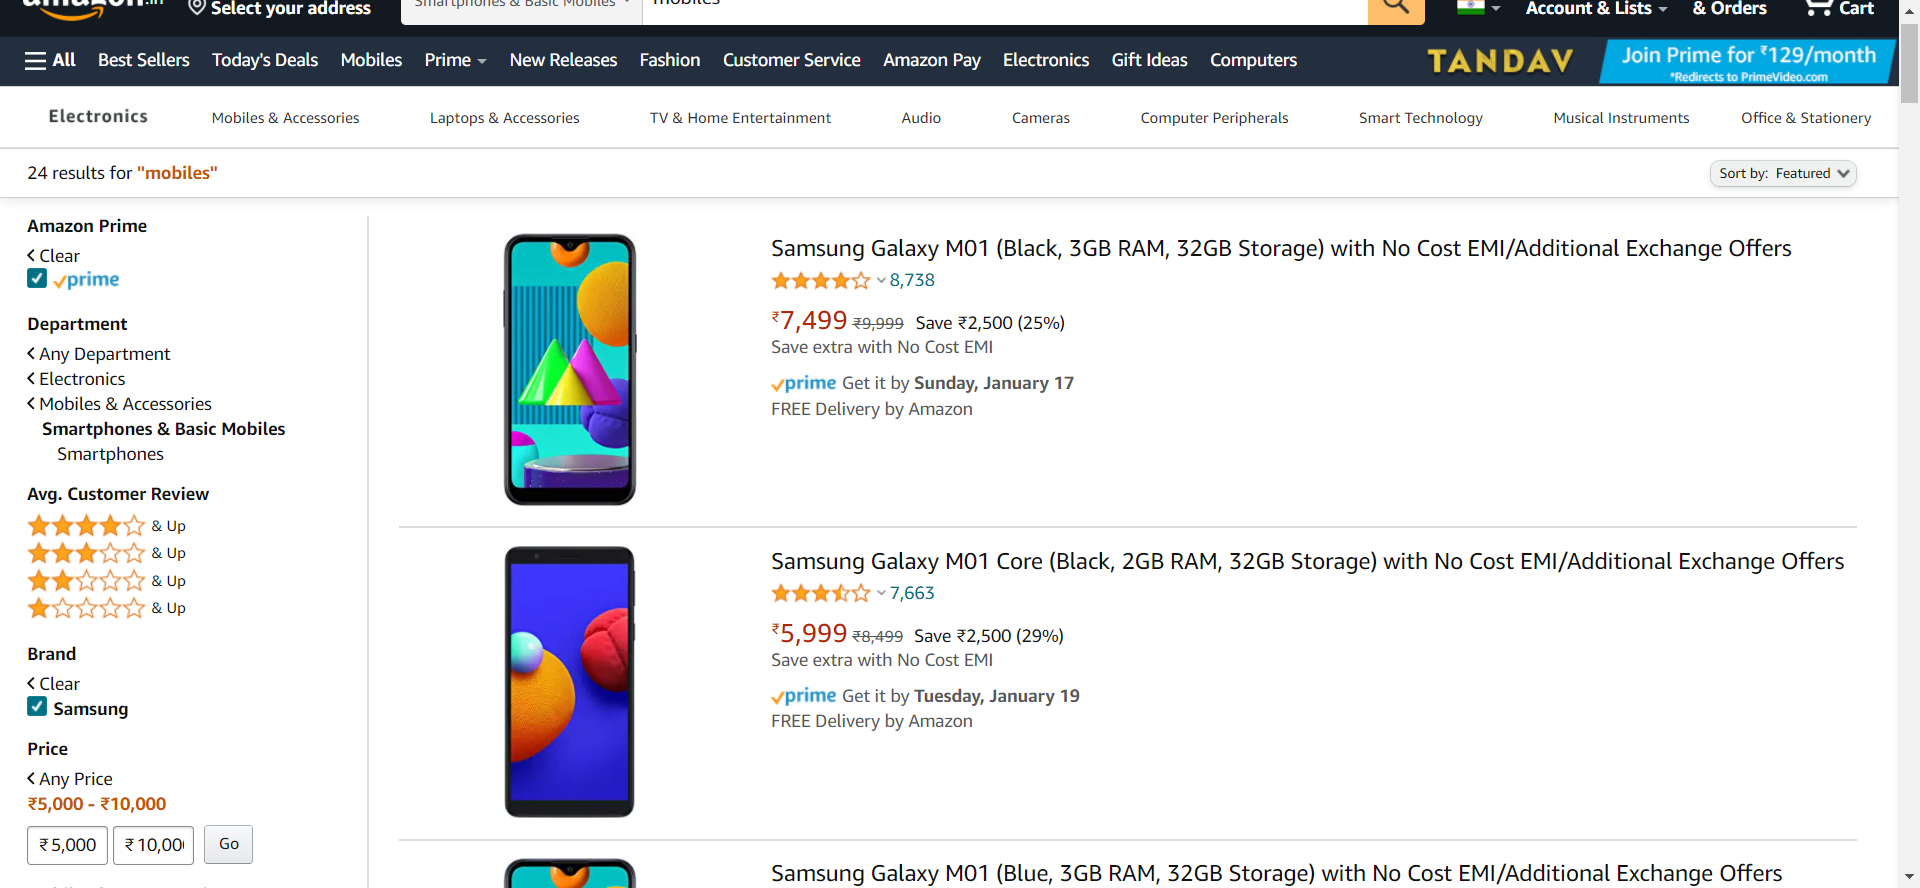 amazon.in
Select your address
Smartphones & Basic Mobiles
mobiles
Account & Lists
& Orders
Cart
All
Best Sellers
Today's Deals
Mobiles
Prime
New Releases
Fashion
Customer Service
Amazon Pay
Electronics
Gift Ideas
Computers
TANDAV
Join Prime for ₹129/month
*Redirects to PrimeVideo.com
Electronics
Mobiles & Accessories
Laptops & Accessories
TV & Home Entertainment
Audio
Cameras
Computer Peripherals
Smart Technology
Musical Instruments
Office & Stationery
24 results for "mobiles"
Sort by: Featured
Amazon Prime
Clear
prime
Department
Any Department
Electronics
Mobiles & Accessories
Smartphones & Basic Mobiles
Smartphones
Avg. Customer Review
& Up
& Up
& Up
& Up
Brand
Clear
Samsung
Price
Any Price
₹5,000 - ₹10,000
₹5,000
₹10,00
Go
Samsung Galaxy M01 (Black, 3GB RAM, 32GB Storage) with No Cost EMI/Additional Exchange Offers
8,738
₹7,499 ₹9,999 Save ₹2,500 (25%)
Save extra with No Cost EMI
prime Get it by Sunday, January 17
FREE Delivery by Amazon
Samsung Galaxy M01 Core (Black, 2GB RAM, 32GB Storage) with No Cost EMI/Additional Exchange Offers
7,663
₹5,999 ₹8,499 Save ₹2,500 (29%)
Save extra with No Cost EMI
prime Get it by Tuesday, January 19
FREE Delivery by Amazon
Samsung Galaxy M01 (Blue, 3GB RAM, 32GB Storage) with No Cost EMI/Additional Exchange Offers